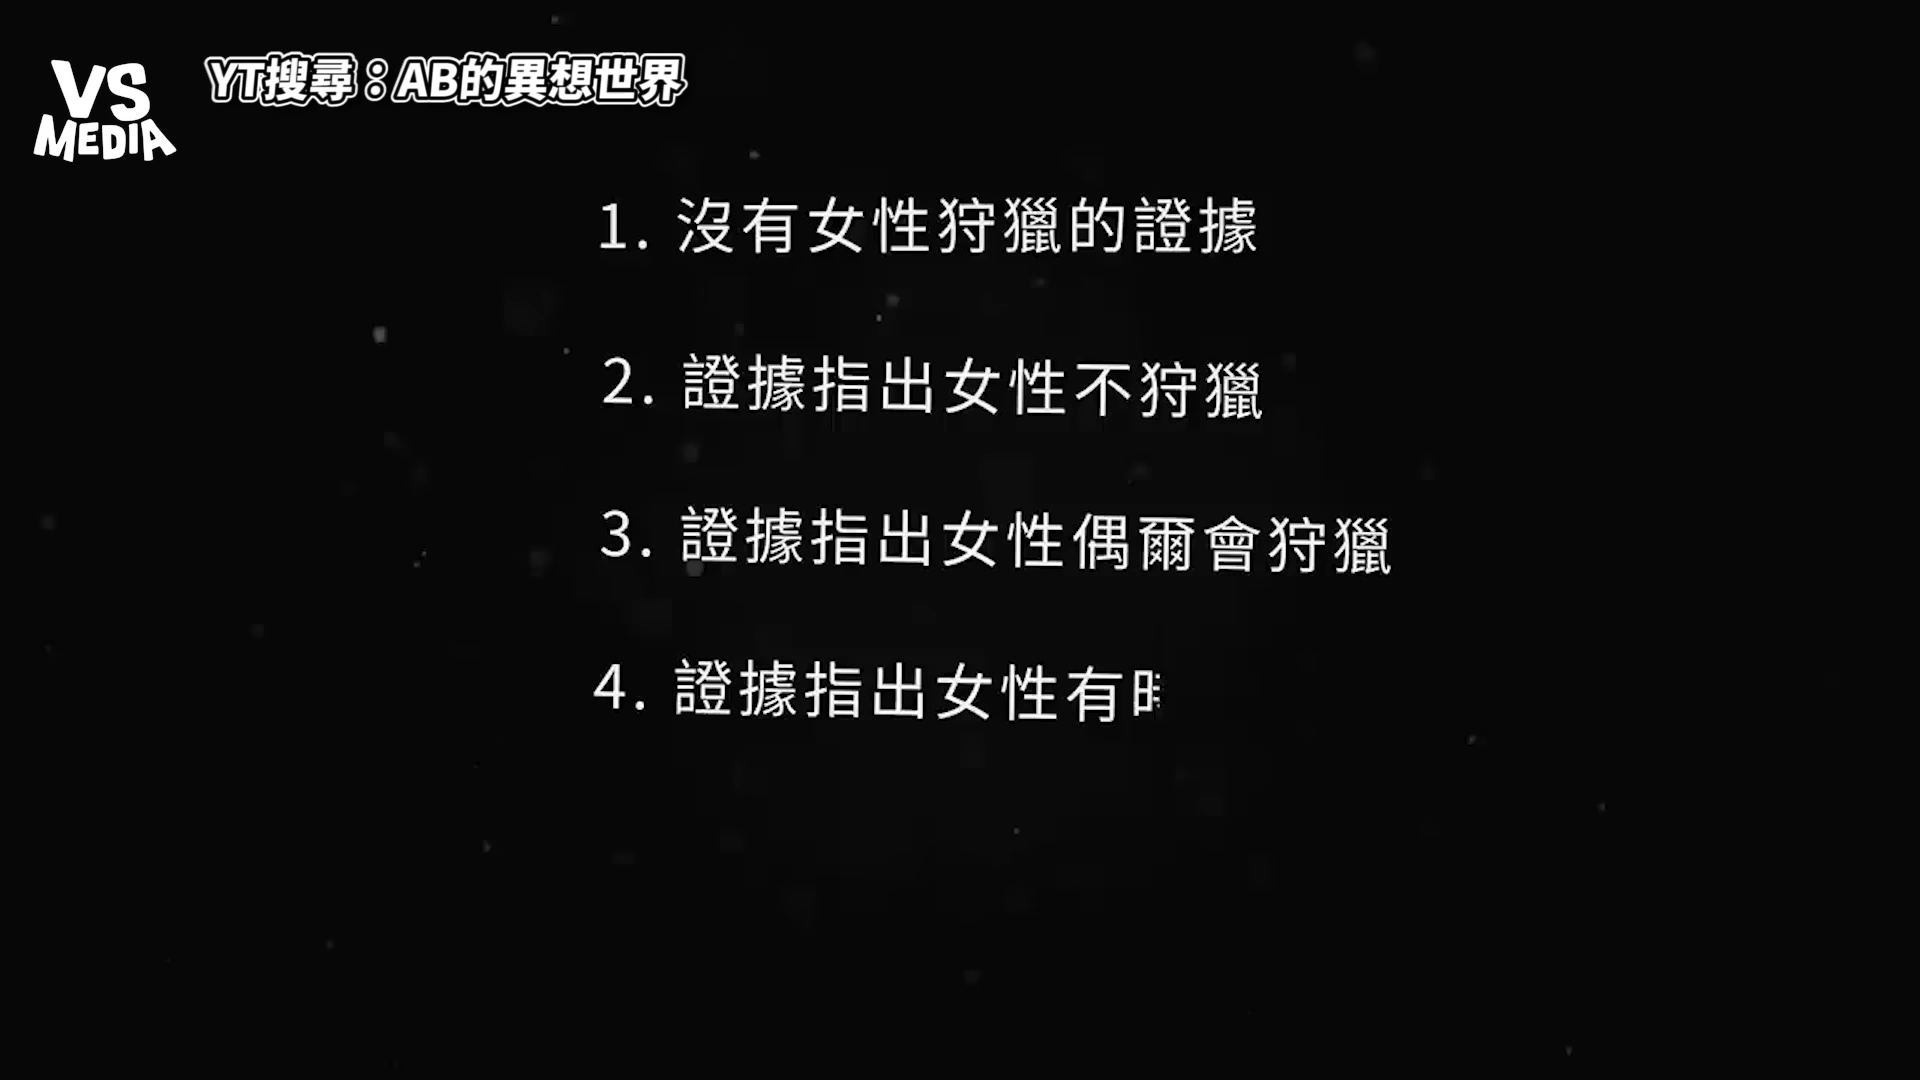 VS
MEDIA
YT搜尋：AB的異想世界
1. 沒有女性狩獵的證據
2. 證據指出女性不狩獵
3. 證據指出女性偶爾會狩獵
4. 證據指出女性有